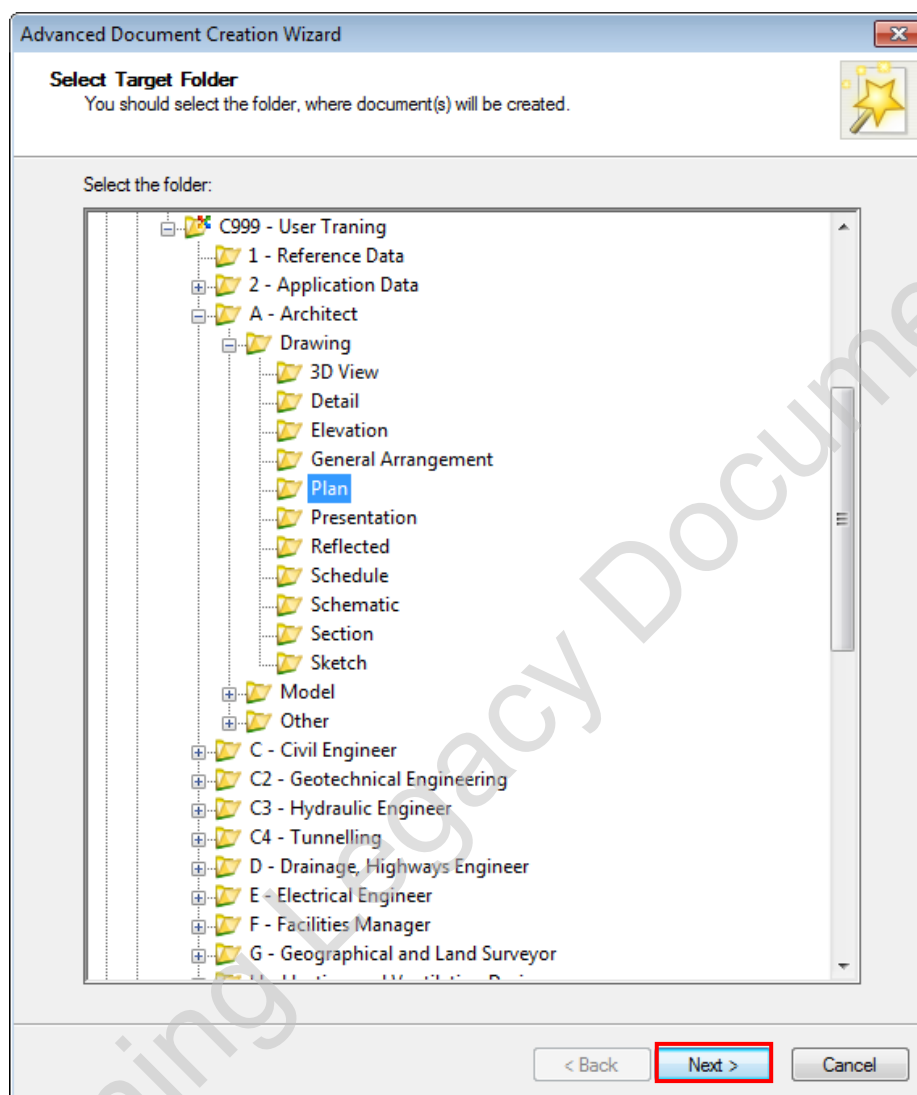 Advanced Document Creation Wizard
Select Target Folder
You should select the folder, where document(s) will be created.
Select the folder:
C999 - User Traning
1 - Reference Data
2 - Application Data
A - Architect
Drawing
3D View
Detail
Elevation
General Arrangement
Plan
Presentation
Reflected
Schedule
Schematic
Section
Sketch
Model
Other
C - Civil Engineer
C2 - Geotechnical Engineering
C3 - Hydraulic Engineer
C4 - Tunnelling
D - Drainage, Highways Engineer
E - Electrical Engineer
F - Facilities Manager
G - Geographical and Land Surveyor
< Back
Next >
Cancel
Legacy